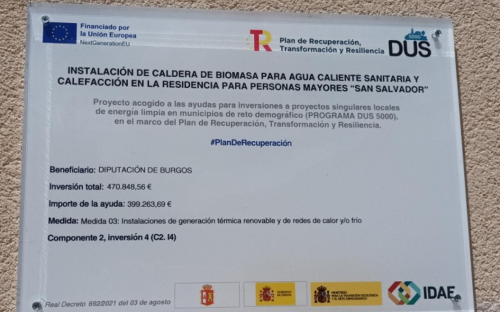 Financiado por
la Unión Europea
NextGenerationEU
Plan de Recuperación,
Transformación y Resiliencia
DUS
INSTALACIÓN DE CALDERA DE BIOMASA PARA AGUA CALIENTE SANITARIA Y
CALEFACCIÓN EN LA RESIDENCIA PARA PERSONAS MAYORES "SAN SALVADOR"
Proyecto acogido a las ayudas para inversiones a proyectos singulares locales
de energía limpia en municipios de reto demográfico (PROGRAMA DUS 5000),
en el marco del Plan de Recuperación, Transformación y Resiliencia.
#PlanDeRecuperación
Beneficiario: DIPUTACIÓN DE BURGOS
Inversión total: 470.848,56 €
Importe de la ayuda: 399.263,69 €
Medida: Medida 03: Instalaciones de generación térmica renovable y de redes de calor y/o frío
Componente 2, inversión 4 (C2. I4)
Real Decreto 692/2021 del 03 de agosto
GOBIERNO
DE ESPAÑA
IDAE